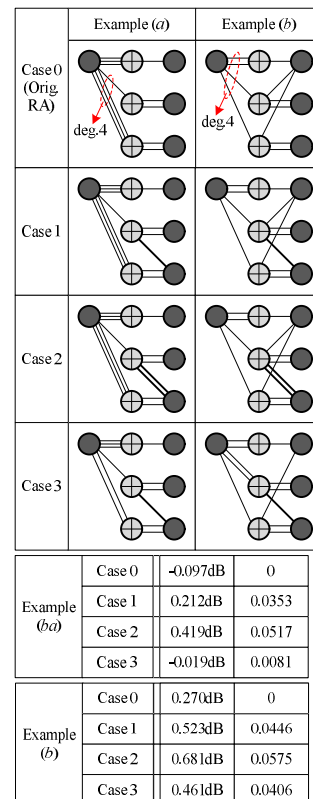 Example (a) Example (b)
Case 0
(Orig.
RA)
deg.4 deg.4
Case 1
Case 2
Case 3
Example
(ba)
Case 0 -0.097dB 0
Case 1 0.212dB 0.0353
Case 2 0.419dB 0.0517
Case 3 -0.019dB 0.0081
Example
(b)
Case 0 0.270dB 0
Case 1 0.523dB 0.0446
Case 2 0.681dB 0.0575
Case 3 0.461dB 0.0406